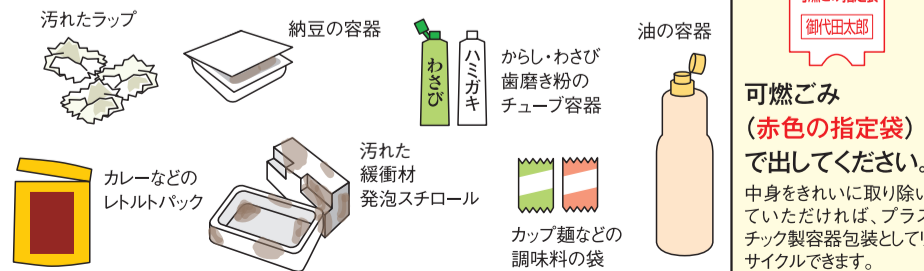 汚れたラップ
納豆の容器
わさび
ハミガキ
からし・わさび
歯磨き粉の
チューブ容器
油の容器
カレーなどの
レトルトパック
汚れた
緩衝材
発泡スチロール
カップ麺などの
調味料の袋
御代田太郎
可燃ごみ
（赤色の指定袋）
で出してください。
中身をきれいに取り除い
ていただければ、プラス
チック製容器包装としてリ
サイクルできます。